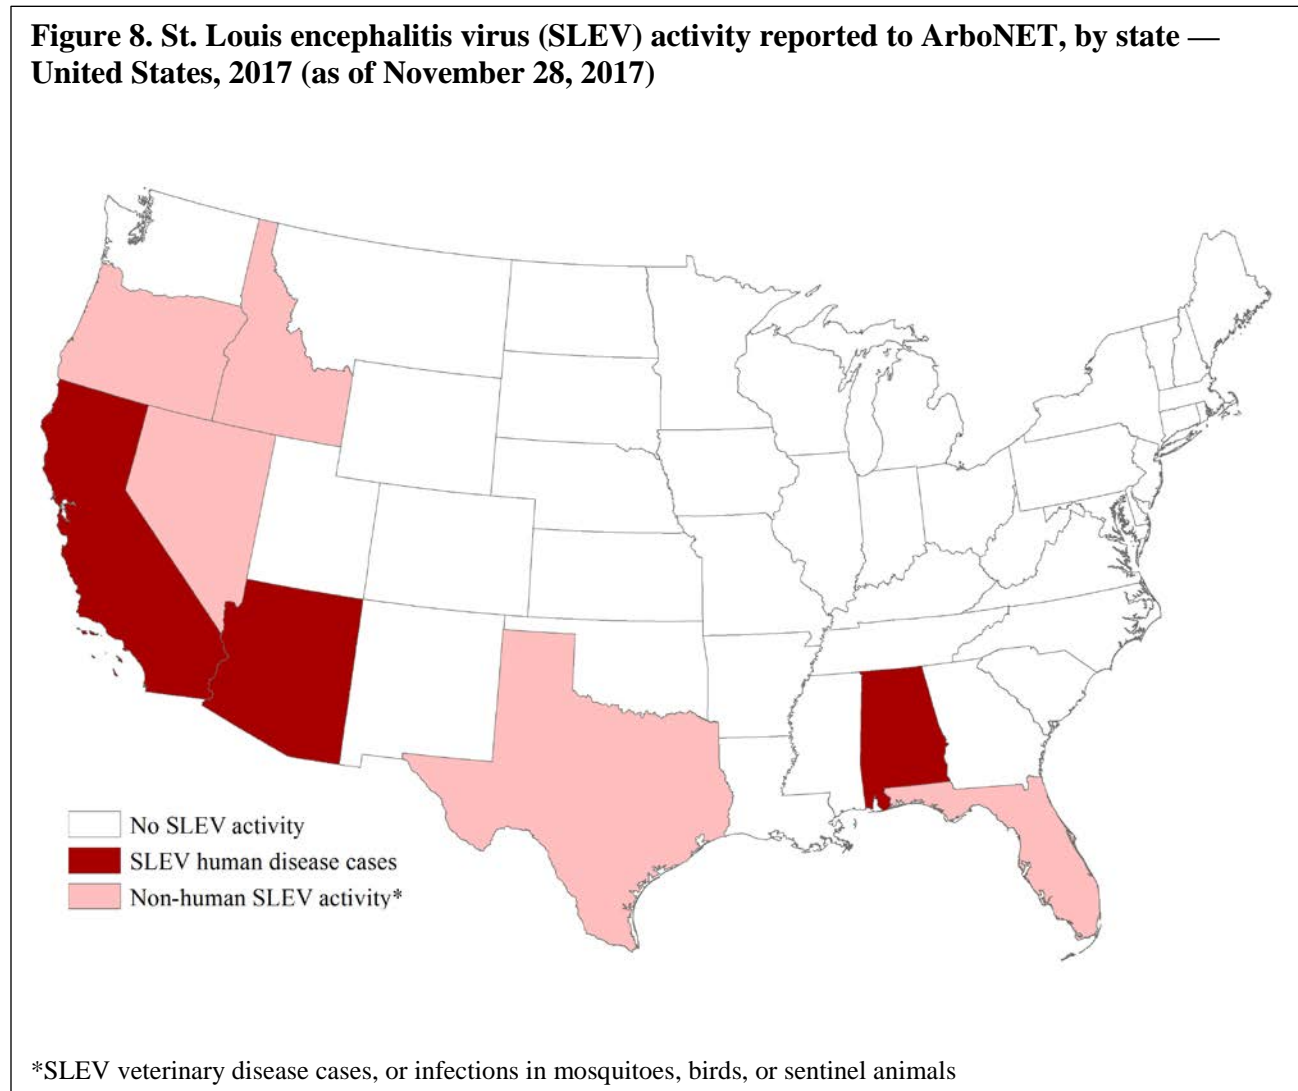 Figure 8. St. Louis encephalitis virus (SLEV) activity reported to ArboNET, by state —
United States, 2017 (as of November 28, 2017)
No SLEV activity
SLEV human disease cases
Non-human SLEV activity*
*SLEV veterinary disease cases, or infections in mosquitoes, birds, or sentinel animals